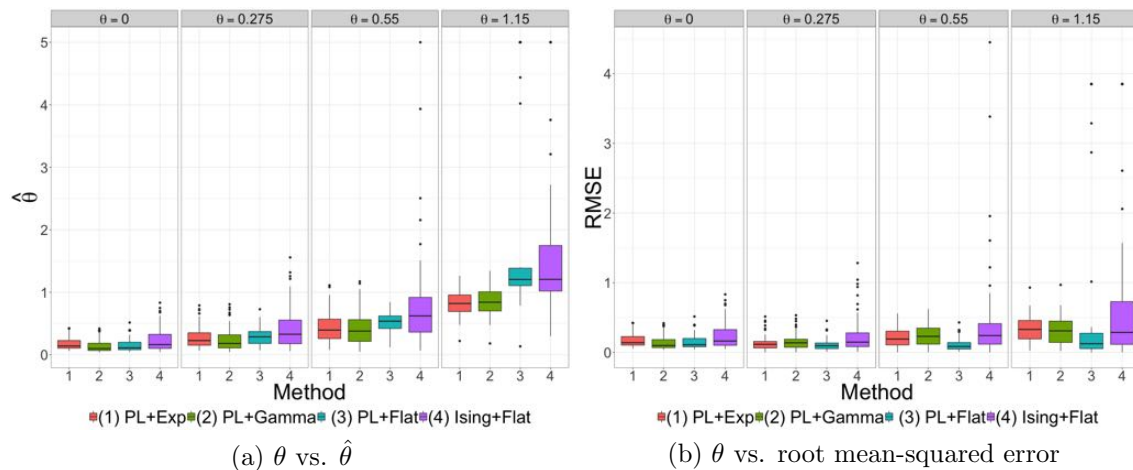 θ = 0 θ = 0.275 θ = 0.55 θ = 1.15
5
4
3
2
1
0
θ̂
1 2 3 4 1 2 3 4 1 2 3 4 1 2 3 4
Method
(1) PL+Exp (2) PL+Gamma (3) PL+Flat (4) Ising+Flat
(a) θ vs. θ̂
θ = 0 θ = 0.275 θ = 0.55 θ = 1.15
4
3
2
1
0
RMSE
1 2 3 4 1 2 3 4 1 2 3 4 1 2 3 4
Method
(1) PL+Exp (2) PL+Gamma (3) PL+Flat (4) Ising+Flat
(b) θ vs. root mean-squared error